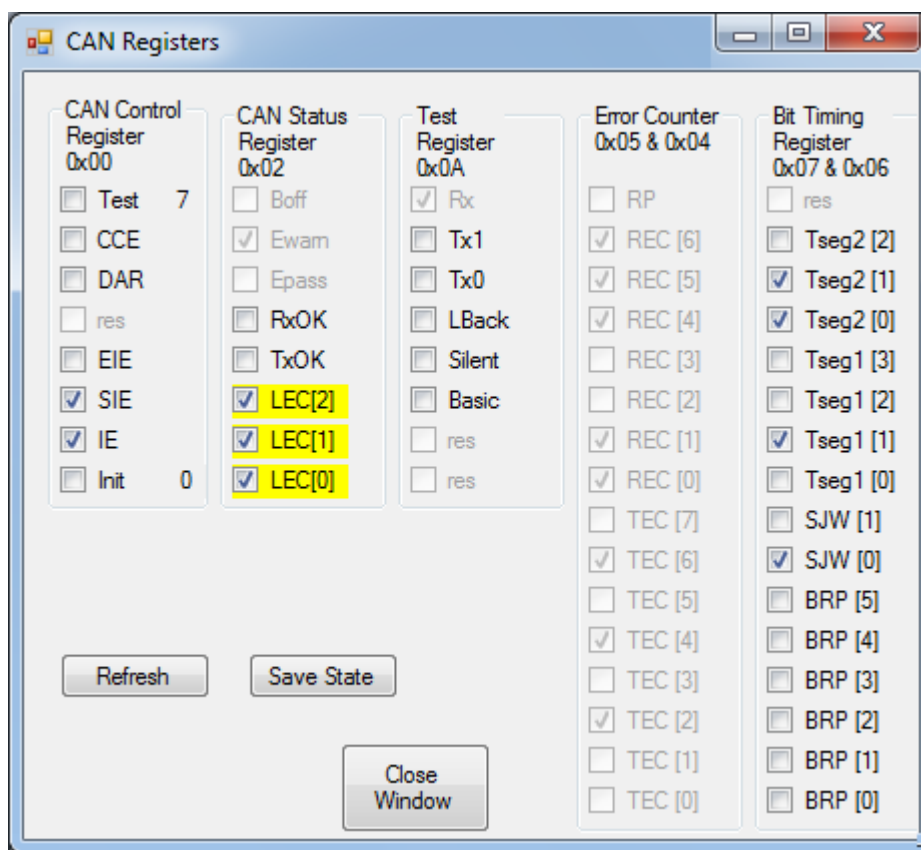 CAN Registers
CAN Control
Register
0x00
Test 7
CCE
DAR
res
EIE
SIE
IE
Init 0
CAN Status
Register
0x02
Boff
Ewarn
Epass
RxOK
TxOK
LEC[2]
LEC[1]
LEC[0]
Test
Register
0x0A
Rx
Tx1
Tx0
LBack
Silent
Basic
res
res
Error Counter
0x05 & 0x04
RP
REC [6]
REC [5]
REC [4]
REC [3]
REC [2]
REC [1]
REC [0]
TEC [7]
TEC [6]
TEC [5]
TEC [4]
TEC [3]
TEC [2]
TEC [1]
TEC [0]
Bit Timing
Register
0x07 & 0x06
res
Tseg2 [2]
Tseg2 [1]
Tseg2 [0]
Tseg1 [3]
Tseg1 [2]
Tseg1 [1]
Tseg1 [0]
SJW [1]
SJW [0]
BRP [5]
BRP [4]
BRP [3]
BRP [2]
BRP [1]
BRP [0]
Refresh
Save State
Close
Window